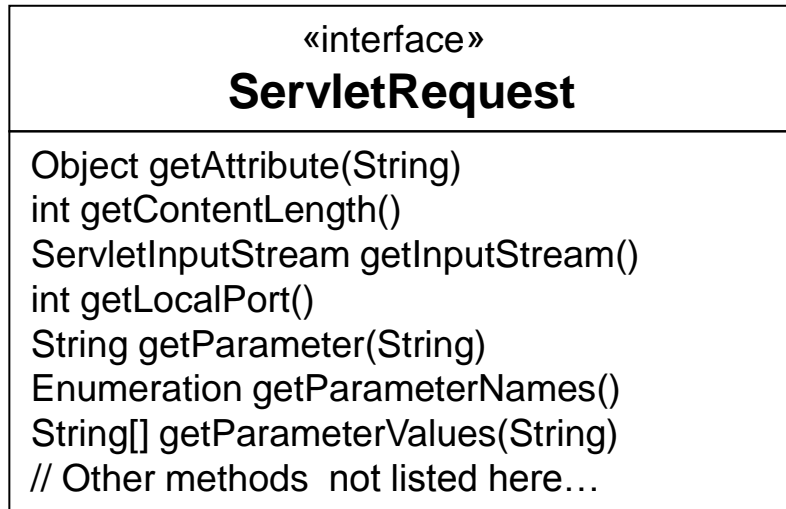 «interface»
ServletRequest
Object getAttribute(String)
int getContentLength()
ServletInputStream getInputStream()
int getLocalPort()
String getParameter(String)
Enumeration getParameterNames()
String[] getParameterValues(String)
// Other methods  not listed here…